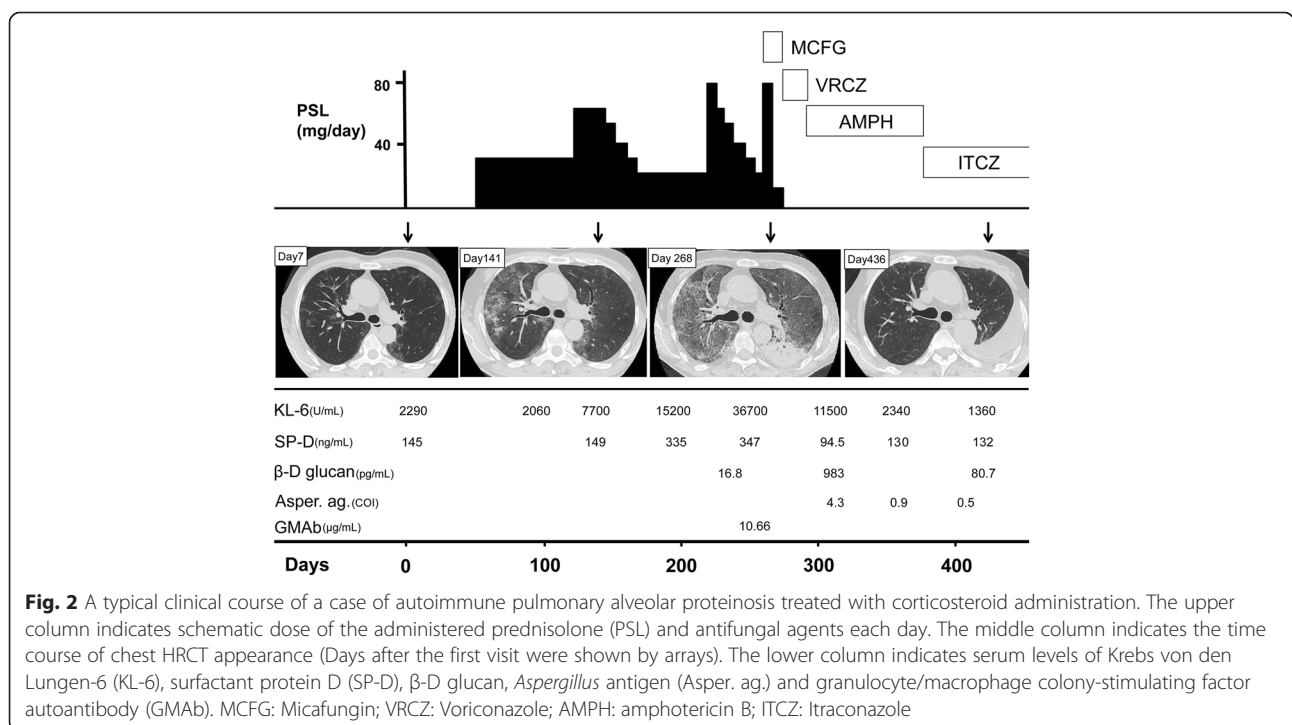 MCFG
80
VRCZ
PSL
(mg/day)
AMPH
40
ITCZ
Day7
Day141
Day 268
Day436
KL-6(U/mL) 2290 2060 7700 15200 36700 11500 2340 1360
SP-D(ng/mL) 145 149 335 347 94.5 130 132
β-D glucan(pg/mL) 16.8 983 80.7
Asper. ag.(COI) 4.3 0.9 0.5
GMAb(μg/mL) 10.66
Days 0 100 200 300 400
Fig. 2 A typical clinical course of a case of autoimmune pulmonary alveolar proteinosis treated with corticosteroid administration. The upper
column indicates schematic dose of the administered prednisolone (PSL) and antifungal agents each day. The middle column indicates the time
course of chest HRCT appearance (Days after the first visit were shown by arrays). The lower column indicates serum levels of Krebs von den
Lungen-6 (KL-6), surfactant protein D (SP-D), β-D glucan, Aspergillus antigen (Asper. ag.) and granulocyte/macrophage colony-stimulating factor
autoantibody (GMAb). MCFG: Micafungin; VRCZ: Voriconazole; AMPH: amphotericin B; ITCZ: Itraconazole